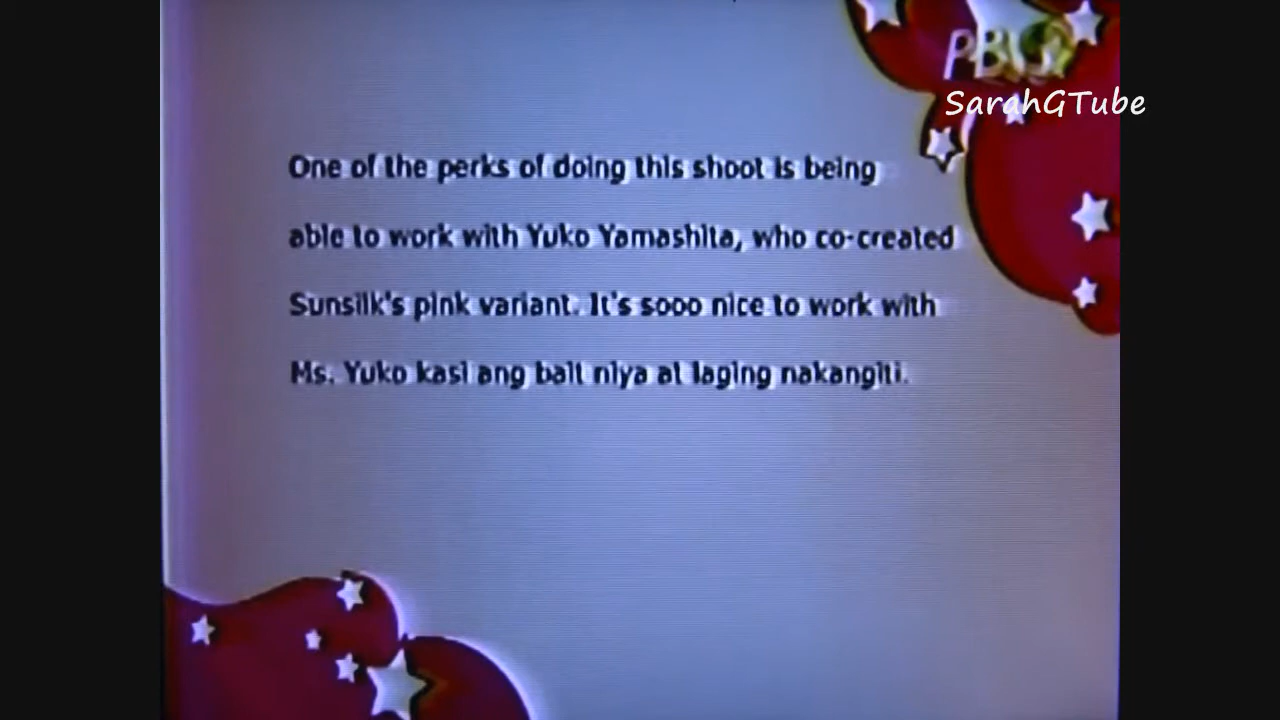 PBO
SarahGTube
One of the perks of doing this shoot is being
able to work with Yuko Yamashita, who co-created
Sunsilk's pink variant. It's sooo nice to work with
Ms. Yuko kasi ang bait niya at laging nakangiti.